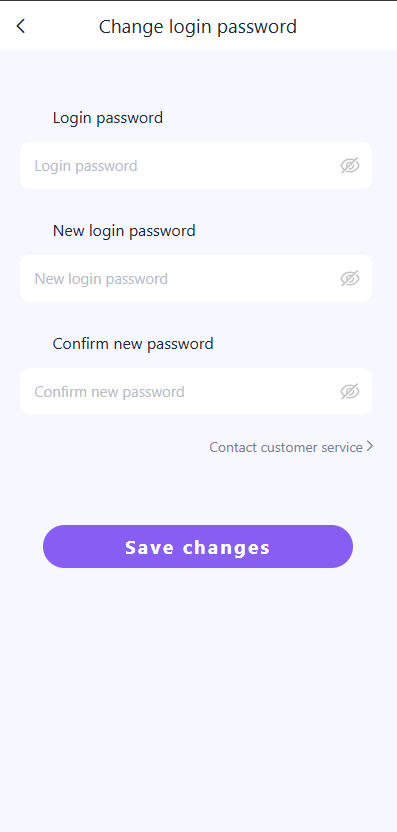 Change login password
Login password
Login password
New login password
New login password
Confirm new password
Confirm new password
Contact customer service
Save changes